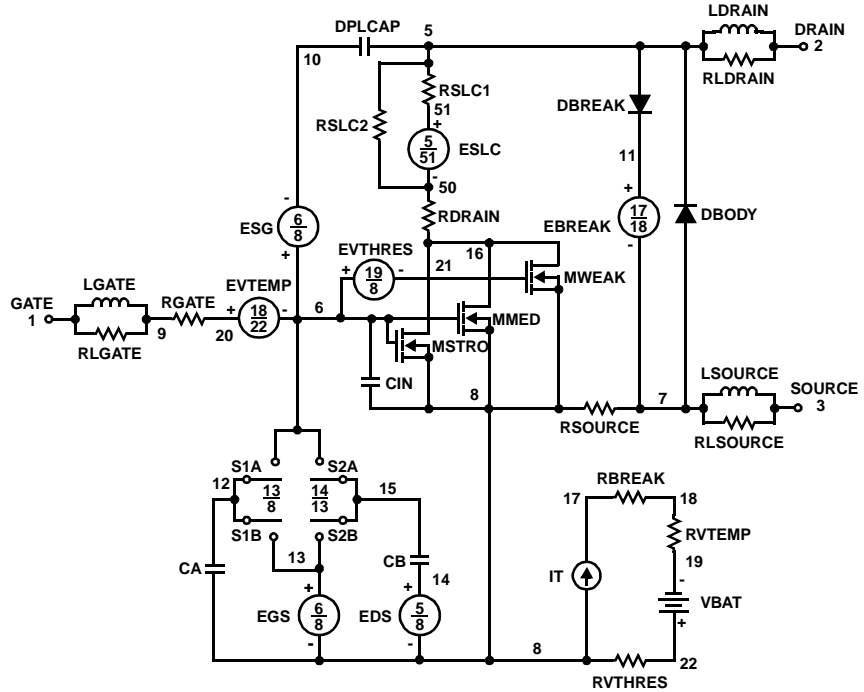 LDRAIN
DPLCAP
5
DRAIN
2
10
RLDRAIN
RSLC1
51
DBREAK
RSLC2
+
5
51
ESLC
-
11
50
-
+
6
8
ESG
RDRAIN
17
18
DBODY
EBREAK
+
EVTHRES
16
-
+
19
8
-
21
MWEAK
LGATE
EVTEMP
GATE
1
RGATE
+
18
22
-
6
MMED
9
20
MSTRO
RLGATE
LSOURCE
CIN
8
7
SOURCE
3
RSOURCE
RLSOURCE
S1A
S2A
12
13
8
14
13
15
RBREAK
17
18
S1B
S2B
RVTEMP
13
CB
19
CA
14
IT
-
+
+
VBAT
EGS
6
8
EDS
5
8
+
-
-
8
22
RVTHRES